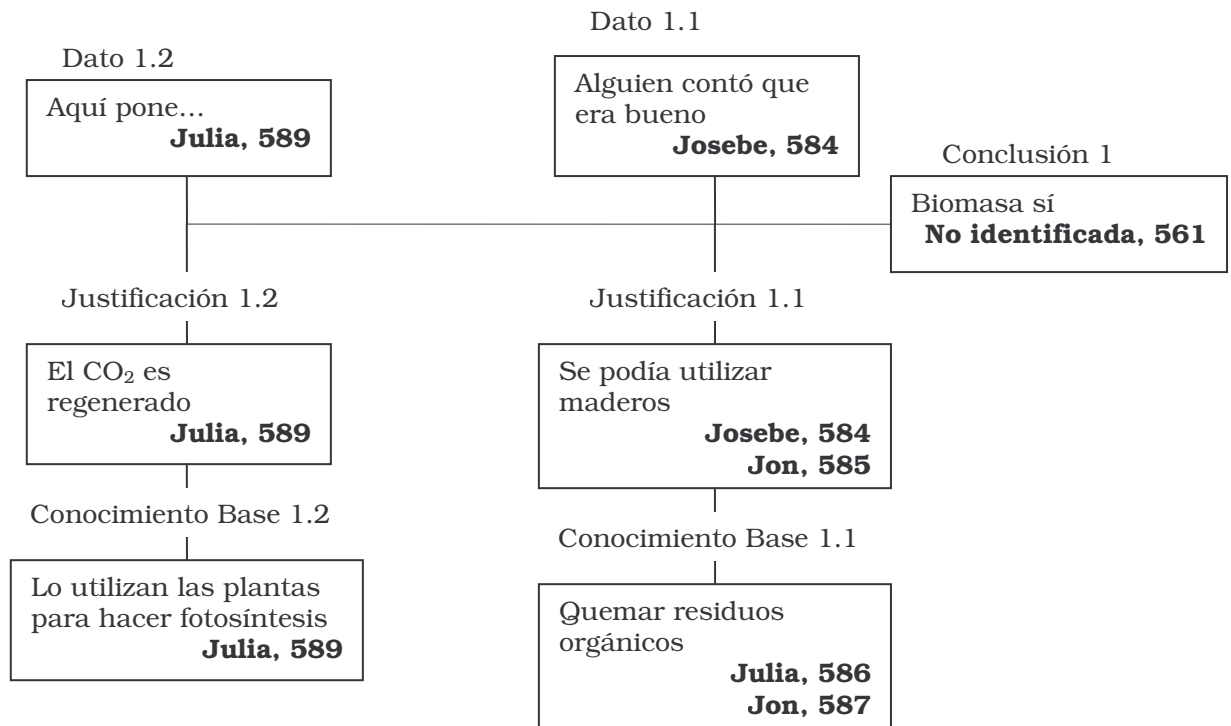 Dato 1.1
Dato 1.2
Alguien contó que
era bueno
Josebe, 584
Aquí pone...
Julia, 589
Conclusión 1
Biomasa sí
No identificada, 561
Justificación 1.2
Justificación 1.1
El CO₂ es
regenerado
Julia, 589
Se podía utilizar
maderos
Josebe, 584
Jon, 585
Conocimiento Base 1.2
Conocimiento Base 1.1
Lo utilizan las plantas
para hacer fotosíntesis
Julia, 589
Quemar residuos
orgánicos
Julia, 586
Jon, 587